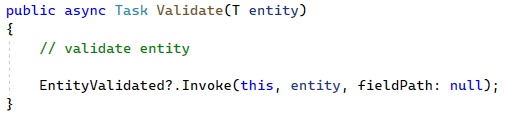 public async Task Validate(T entity)
{
// validate entity
EntityValidated?.Invoke(this, entity, fieldPath: null);
}